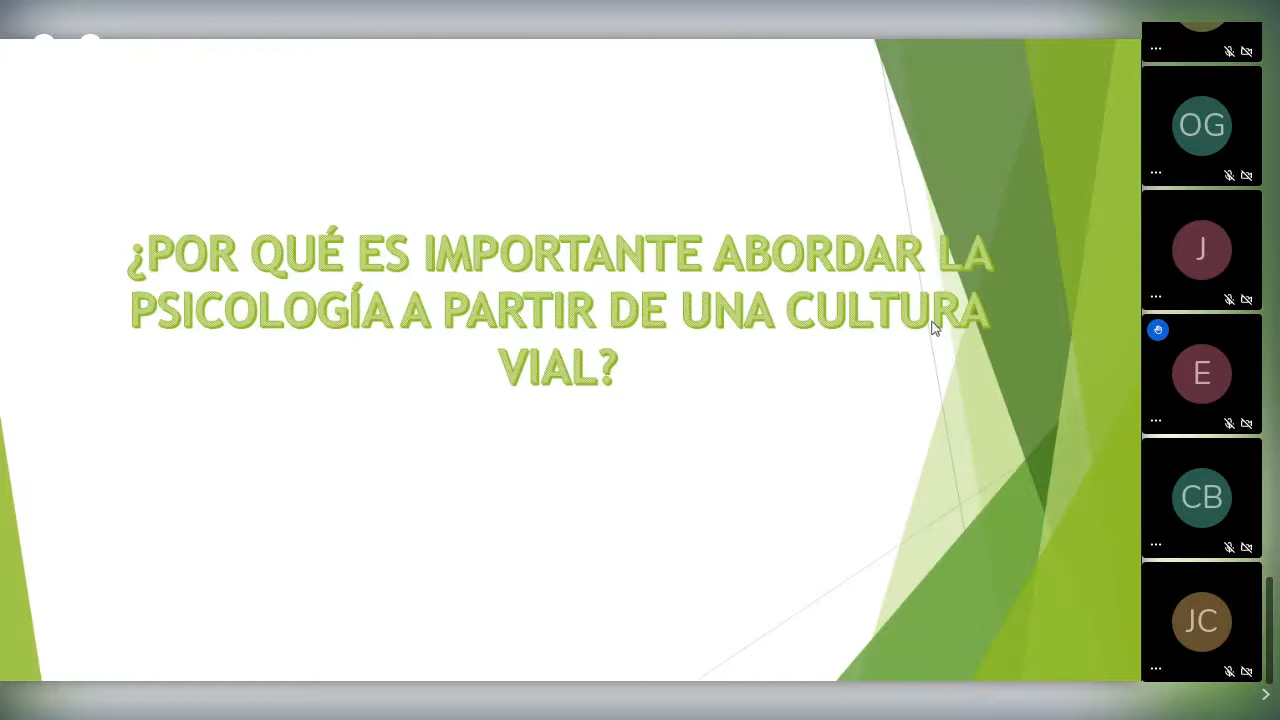 ¿POR QUÉ ES IMPORTANTE ABORDAR LA
PSICOLOGÍA A PARTIR DE UNA CULTURA
VIAL?
OG
J
E
CB
JC